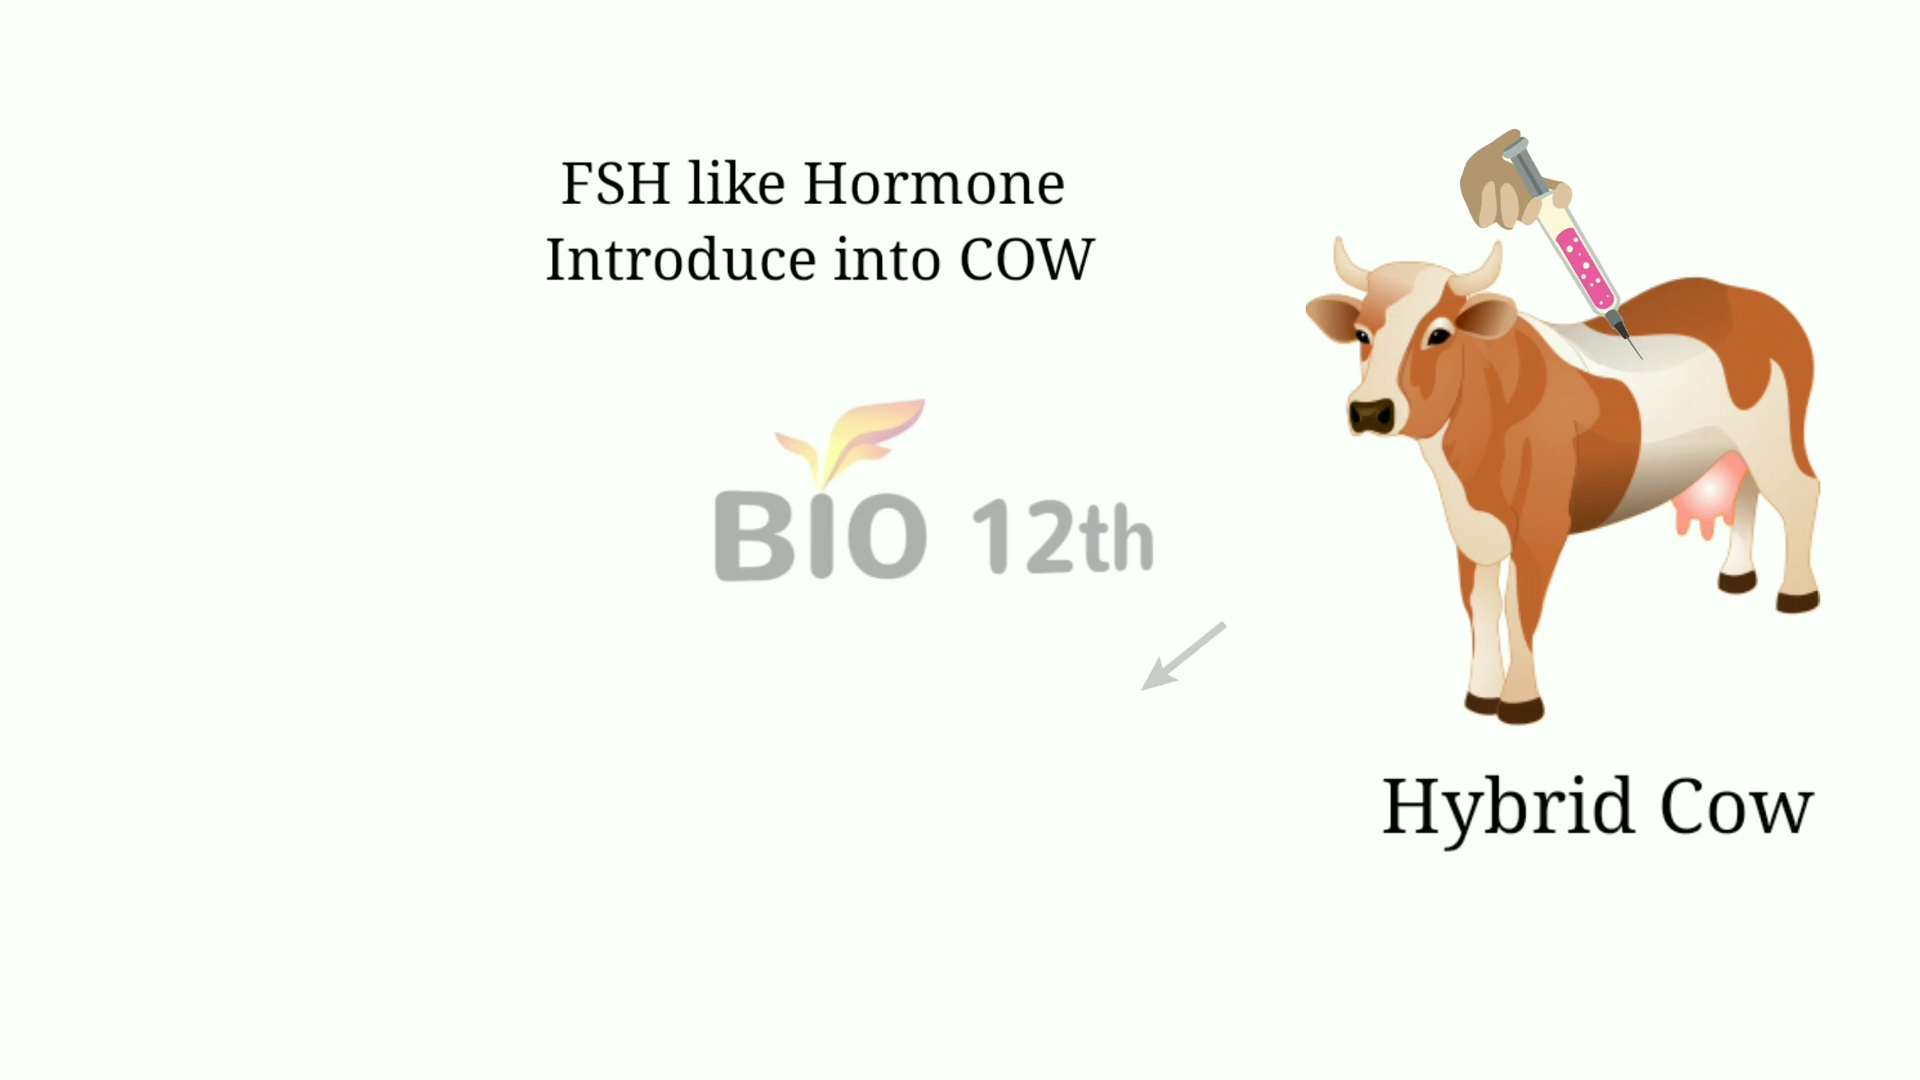 FSH like Hormone
Introduce into COW
BIO 12th
Hybrid Cow